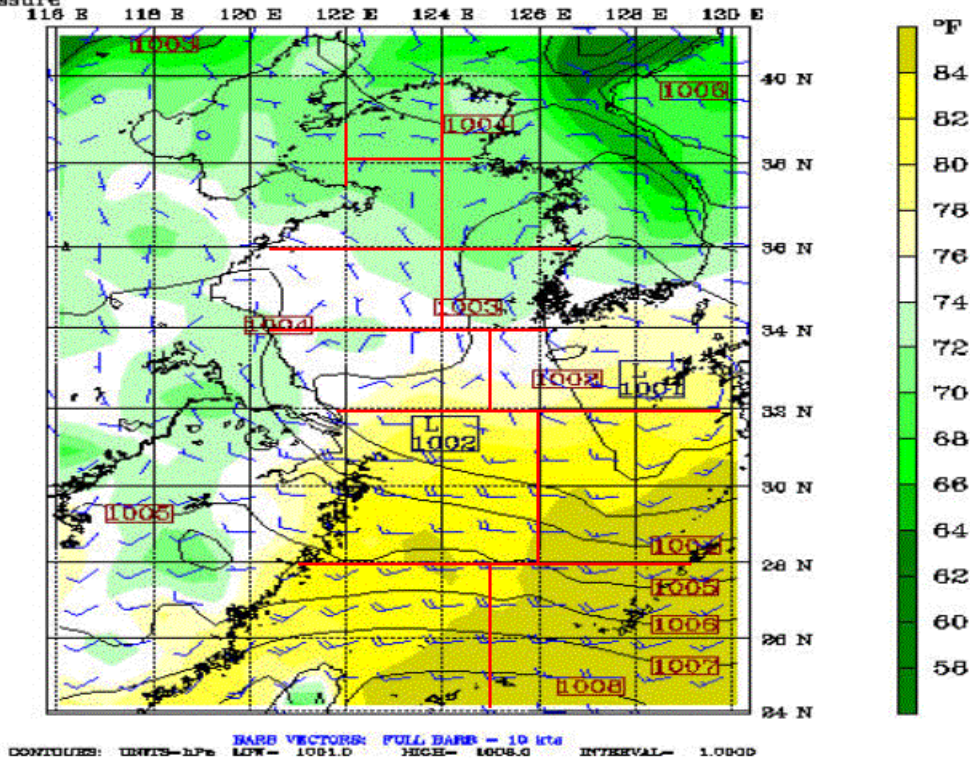 ssure
116 E 118 E 120 E 122 E 124 E 126 E 128 E 130 E
°F
1003
84
40 N
1006
1004
82
38 N
80
78
36 N
76
74
1003
1004
34 N
72
1002
L
1001
70
32 N
L
1002
68
30 N
66
1005
64
1004
28 N
62
1005
60
1006
26 N
58
1007
1008
24 N
BARB VECTORS: FULL BARB = 10 kts
CONTOURS: UNITS=hPa LOW= 1001.0 HIGH= 1008.0 INTERVAL= 1.0000